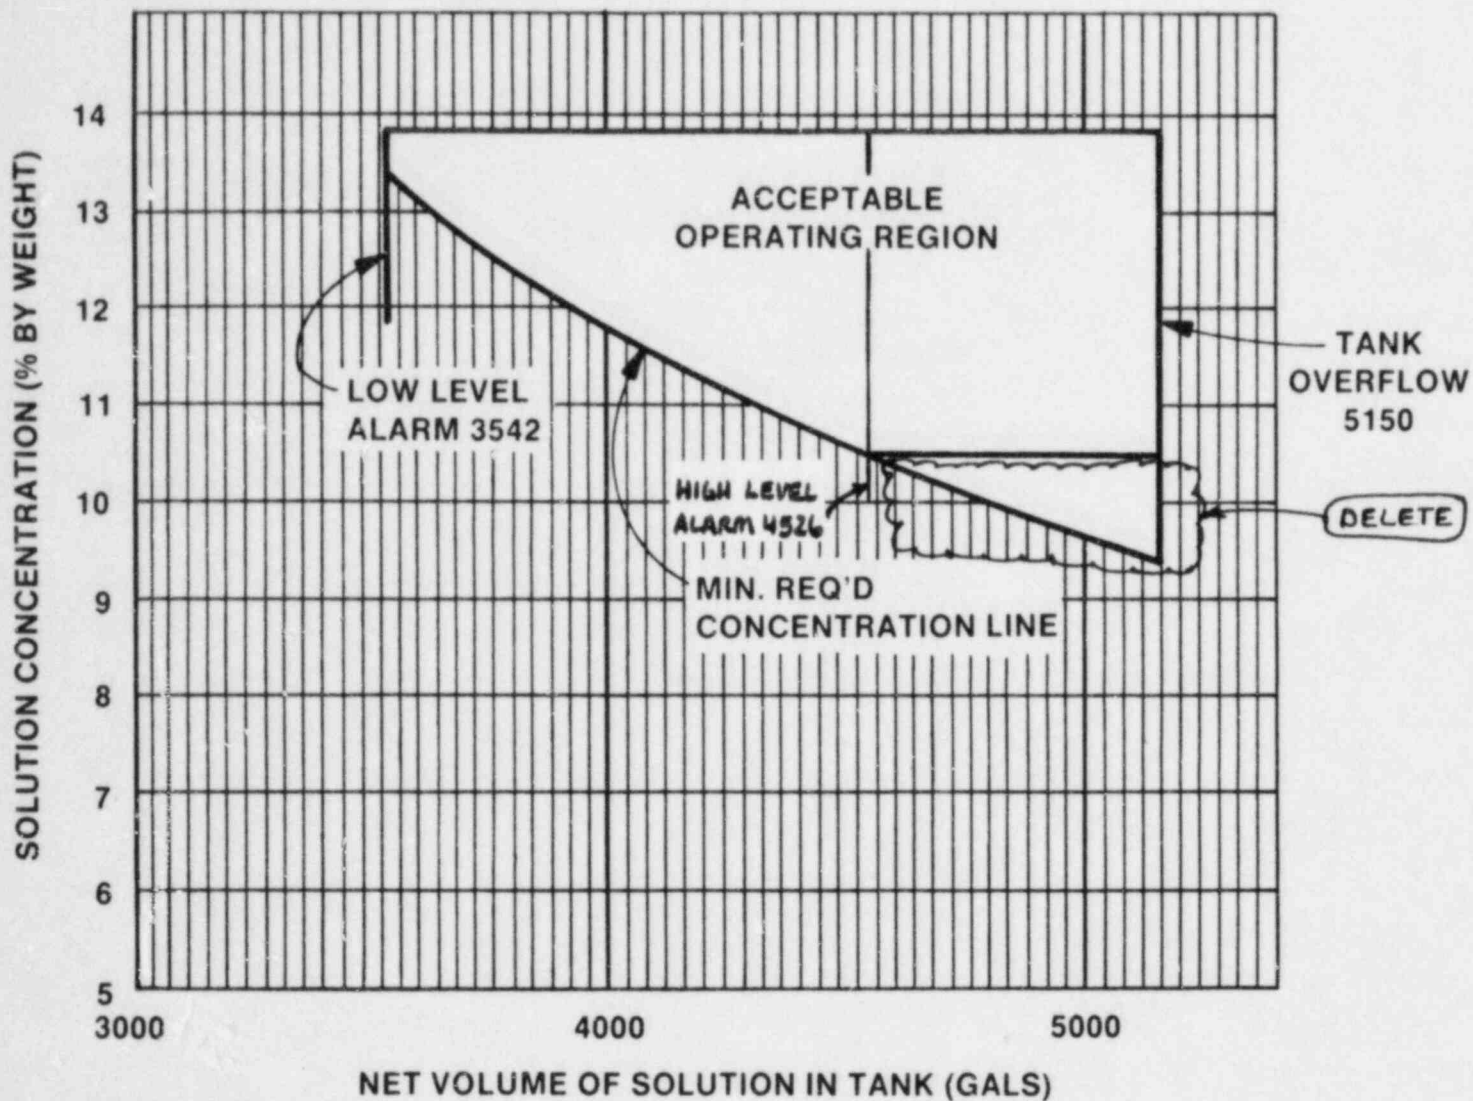 SOLUTION CONCENTRATION (% BY WEIGHT)
14
13
12
11
10
9
8
7
6
5
3000
4000
5000
NET VOLUME OF SOLUTION IN TANK (GALS)
ACCEPTABLE
OPERATING REGION
LOW LEVEL
ALARM 3542
HIGH LEVEL
ALARM 4526
MIN. REQ'D
CONCENTRATION LINE
TANK
OVERFLOW
5150
DELETE